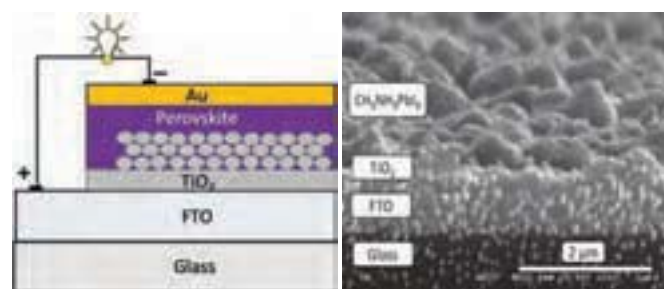 −
Au
Perovskite
+
TiO₂
FTO
Glass
CH₃NH₃PbI₃
TiO₂
FTO
Glass
2 μm